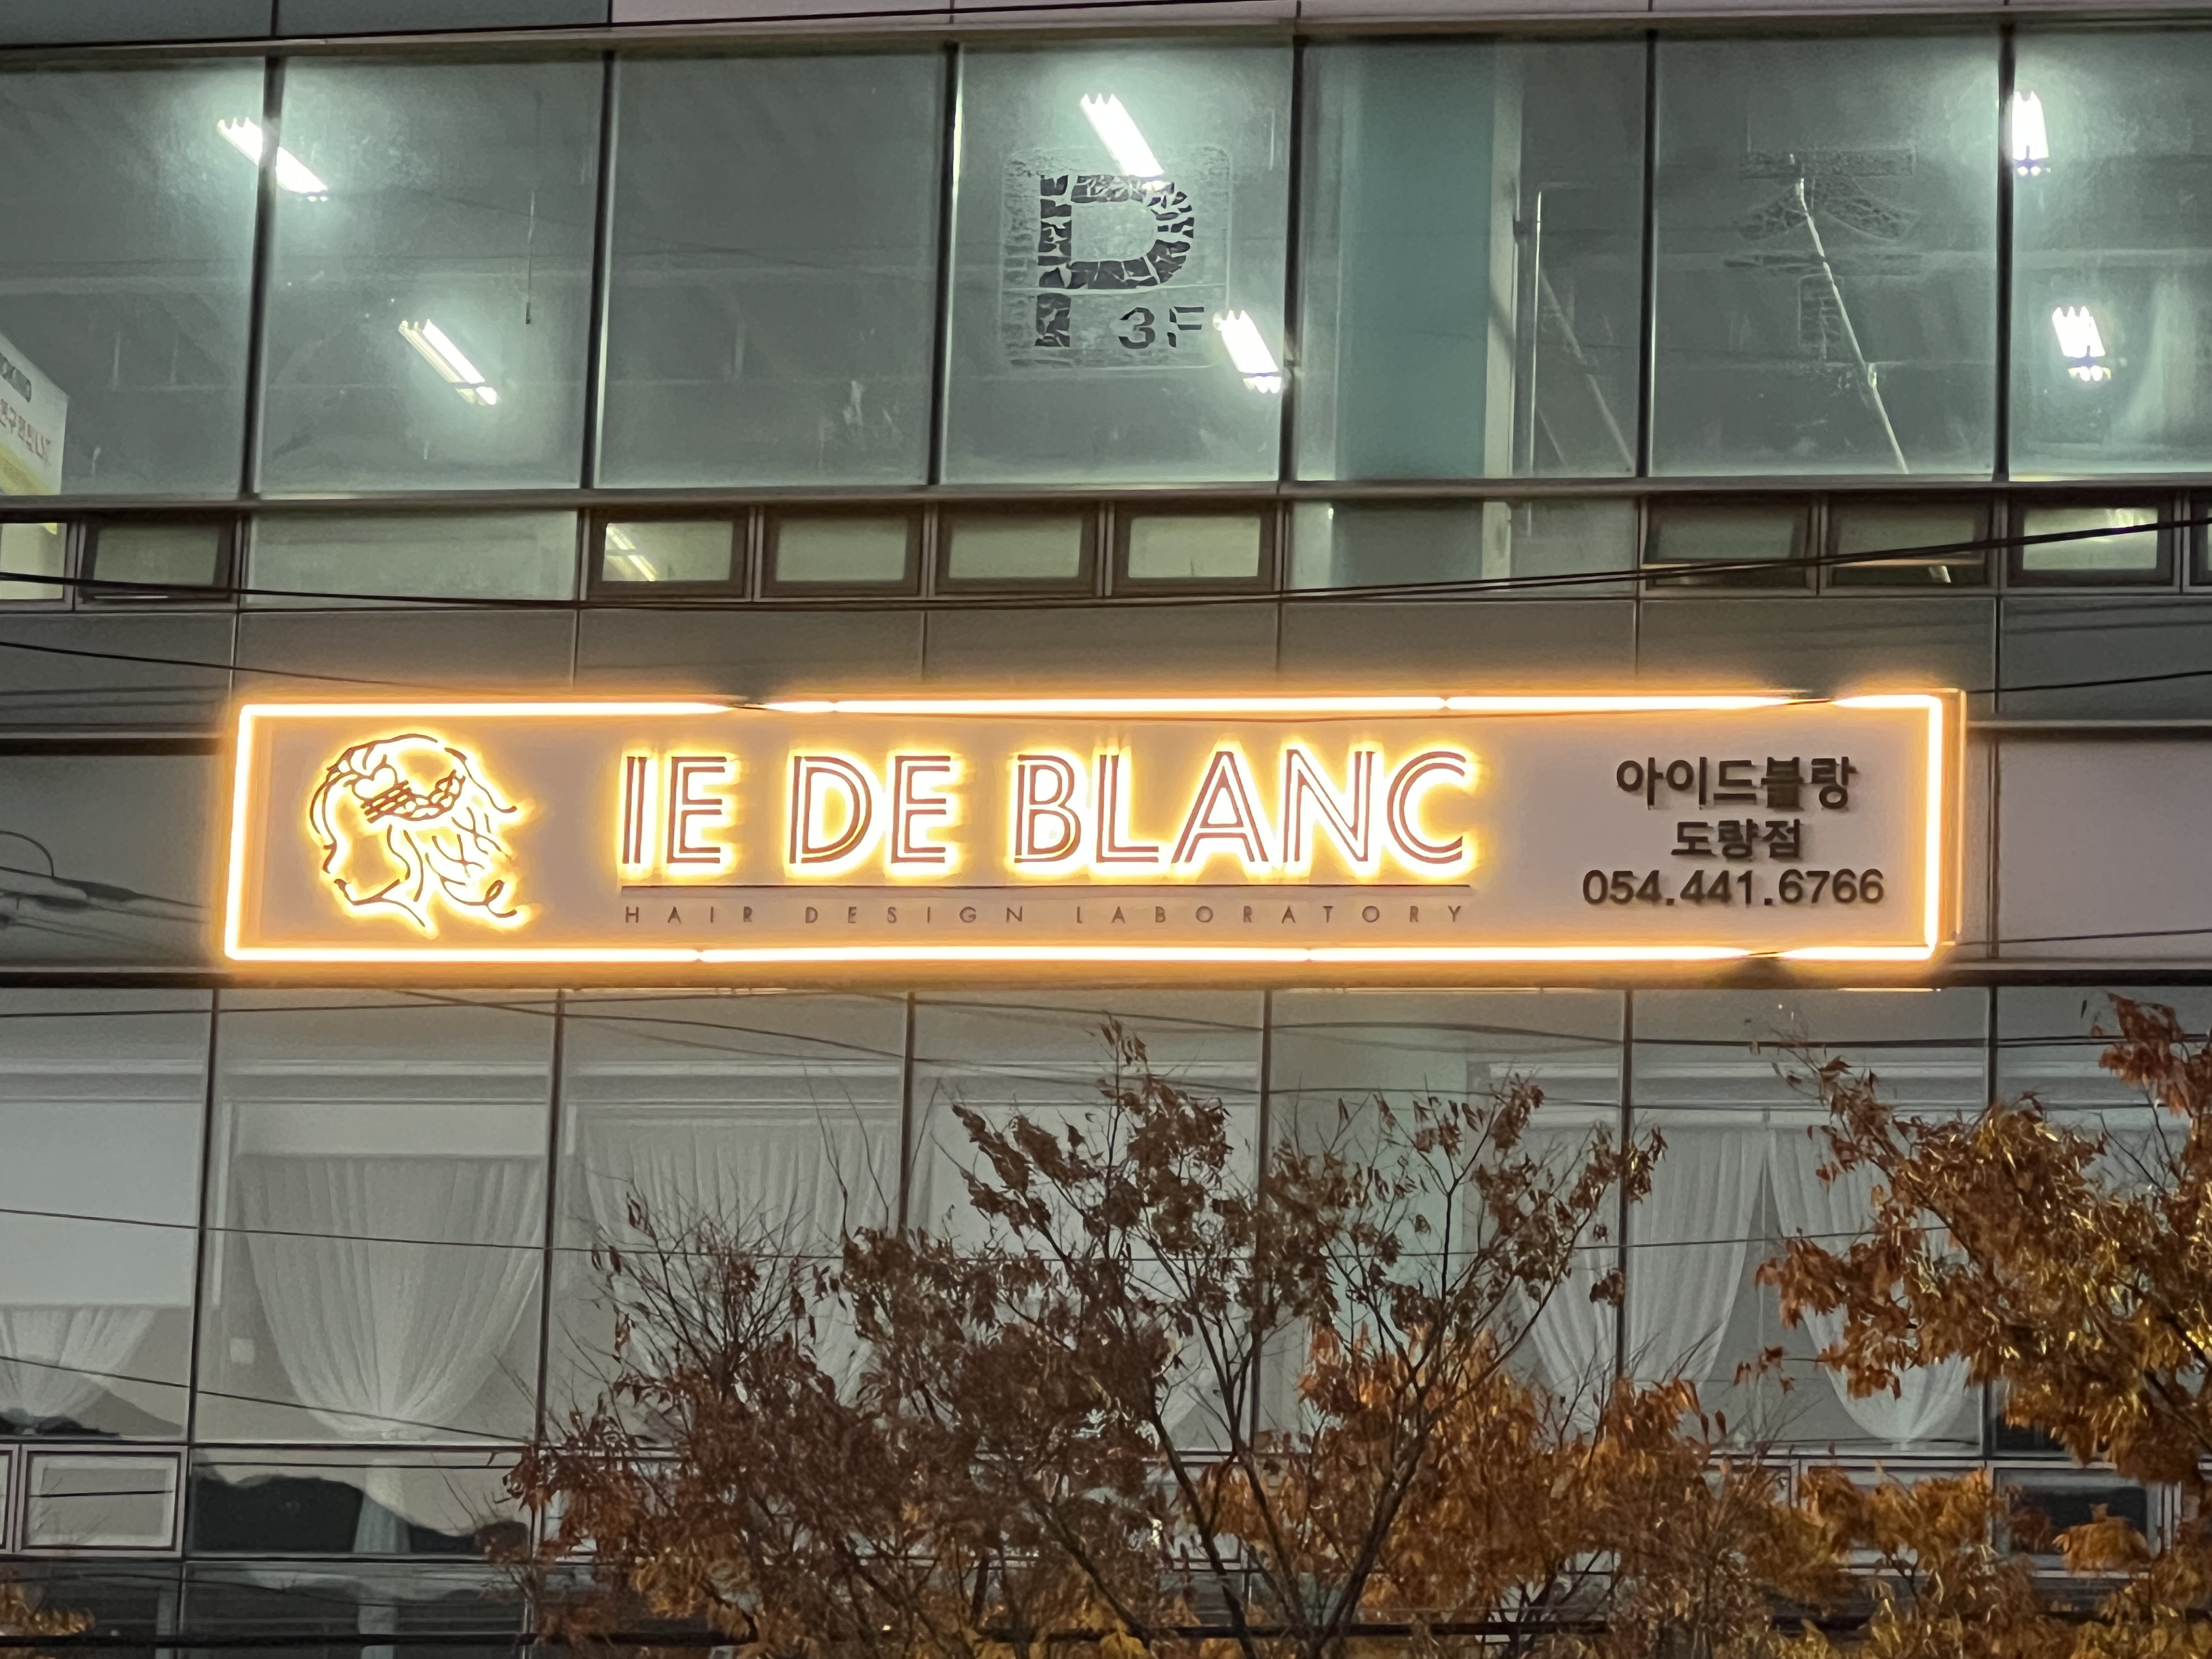 P
3F
IE DE BLANC
HAIR DESIGN LABORATORY
아이드블랑
도량점
054.441.6766